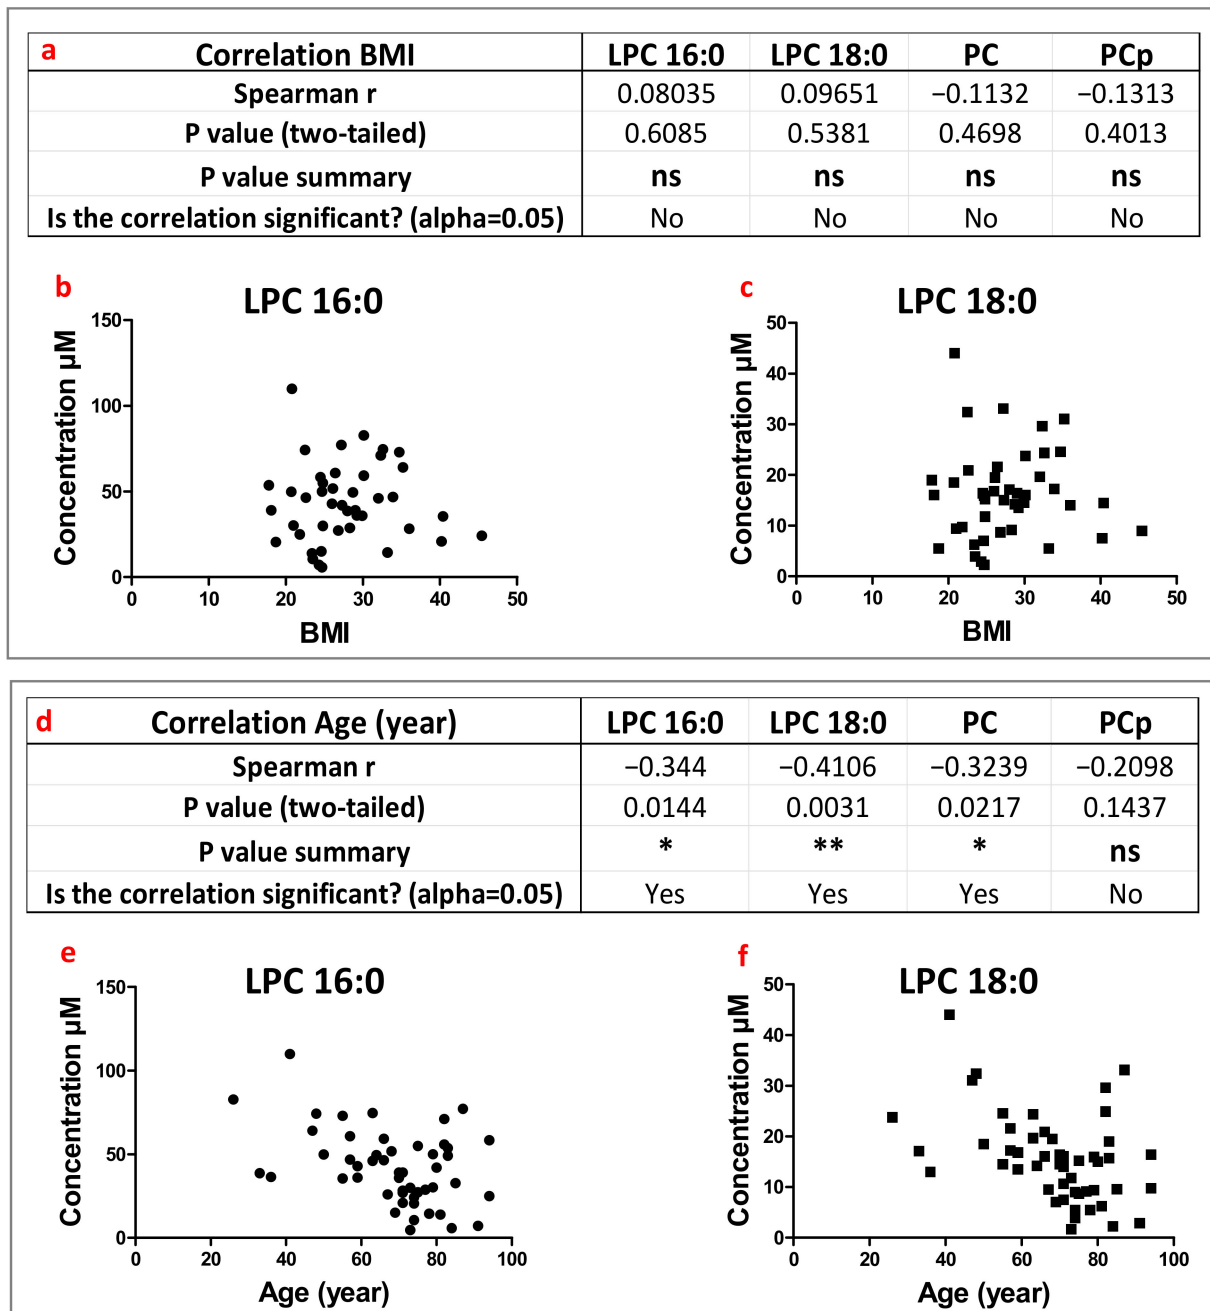 a Correlation BMI LPC 16:0 LPC 18:0 PC PCp
Spearman r 0.08035 0.09651 −0.1132 −0.1313
P value (two-tailed) 0.6085 0.5381 0.4698 0.4013
P value summary ns ns ns ns
Is the correlation significant? (alpha=0.05) No No No No
b
LPC 16:0
Concentration µM
150
100
50
0
0 10 20 30 40 50
BMI
c
LPC 18:0
Concentration µM
50
40
30
20
10
0
0 10 20 30 40 50
BMI
d Correlation Age (year) LPC 16:0 LPC 18:0 PC PCp
Spearman r −0.344 −0.4106 −0.3239 −0.2098
P value (two-tailed) 0.0144 0.0031 0.0217 0.1437
P value summary * ** * ns
Is the correlation significant? (alpha=0.05) Yes Yes Yes No
e
LPC 16:0
Concentration µM
150
100
50
0
0 20 40 60 80 100
Age (year)
f
LPC 18:0
Concentration µM
50
40
30
20
10
0
0 20 40 60 80 100
Age (year)